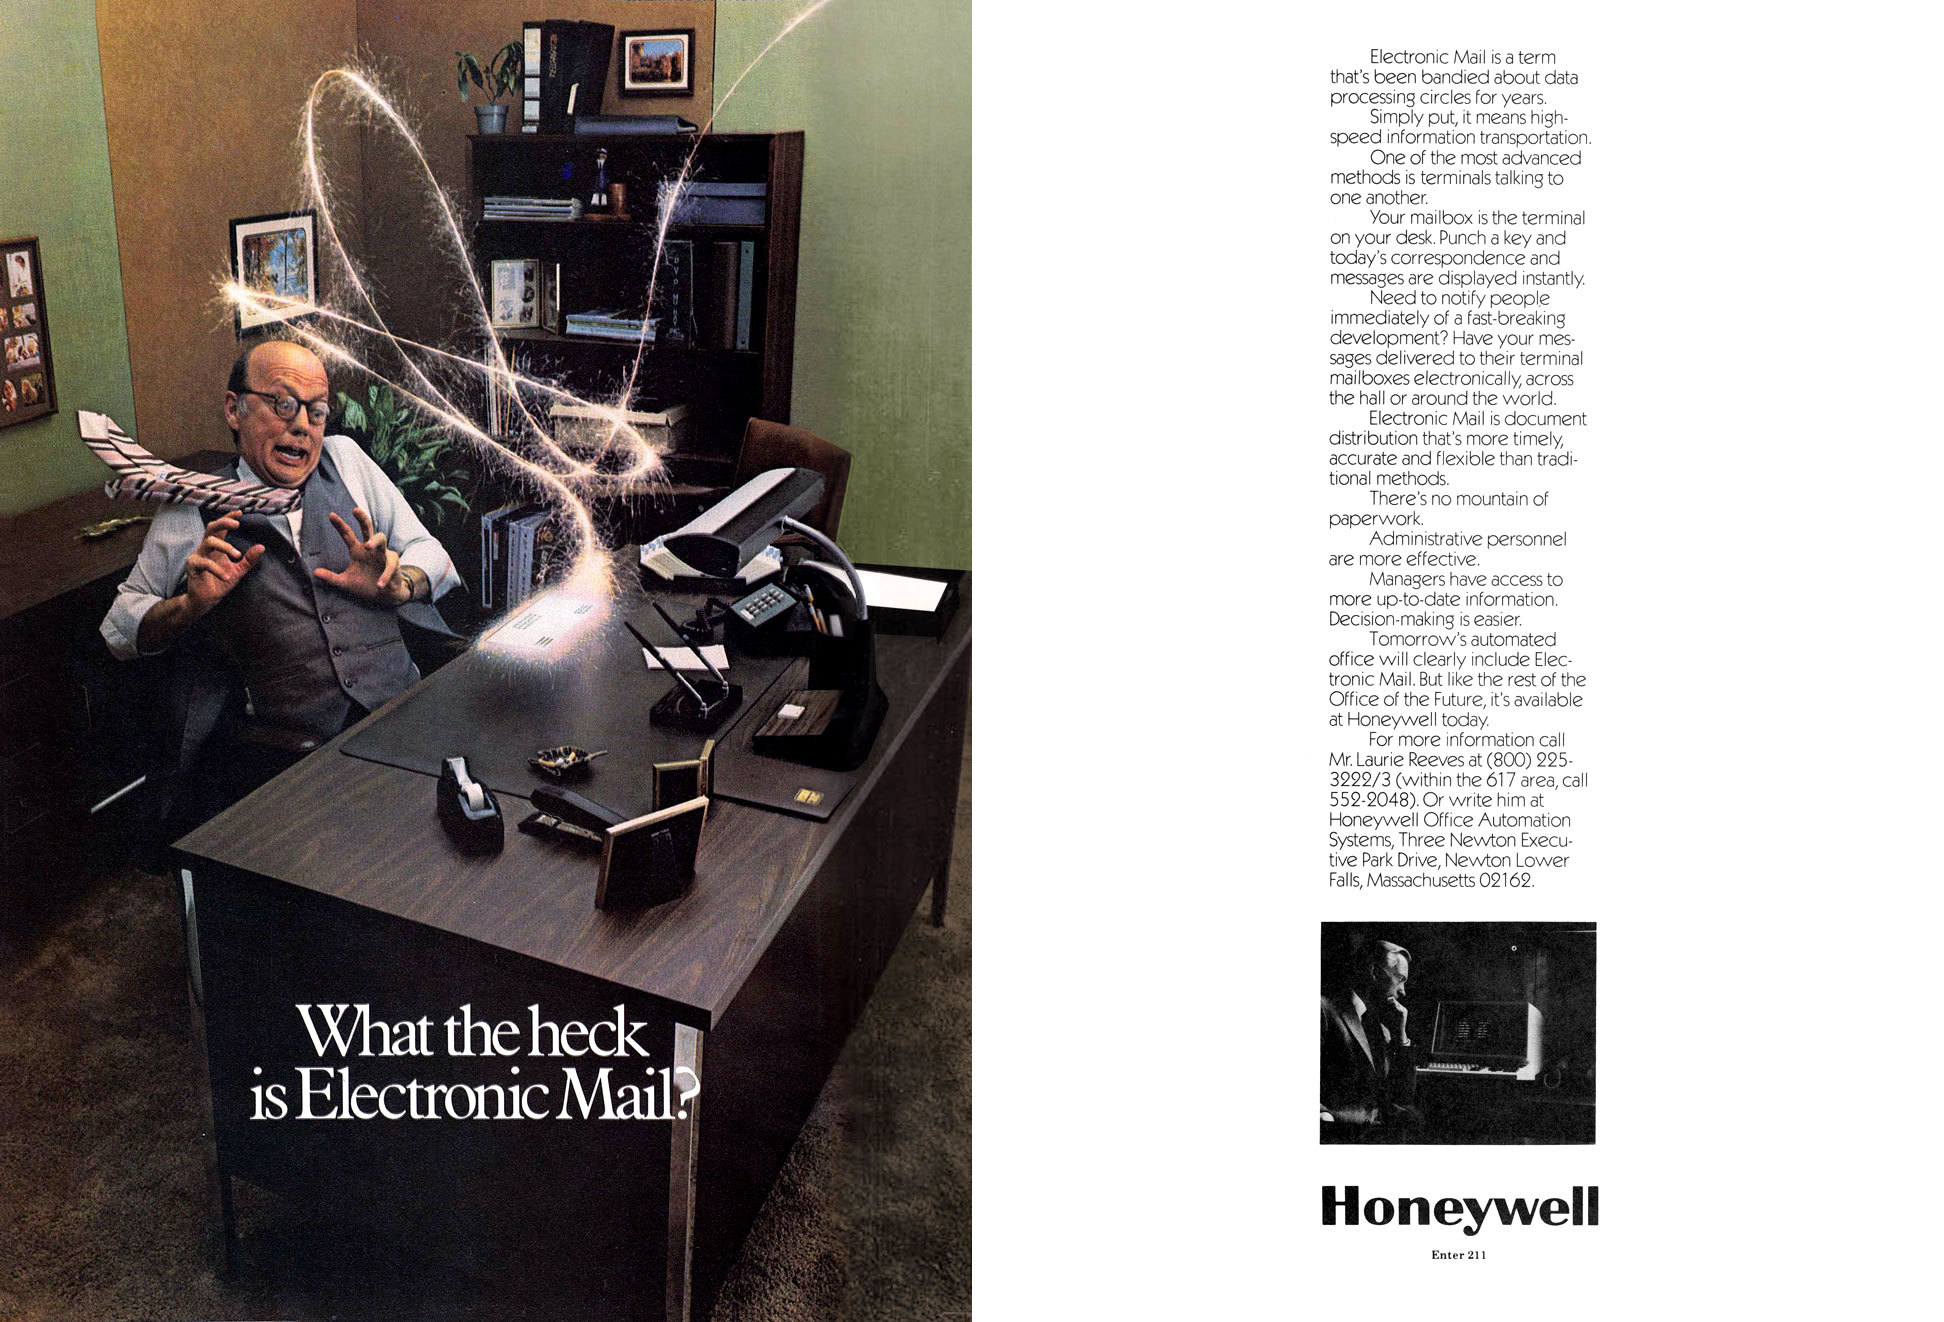 What the heck
is Electronic Mail?
Electronic Mail is a term
that's been bandied about data
processing circles for years.
Simply put, it means high-
speed information transportation.
One of the most advanced
methods is terminals talking to
one another.
Your mailbox is the terminal
on your desk. Punch a key and
today's correspondence and
messages are displayed instantly.
Need to notify people
immediately of a fast-breaking
development? Have your mes-
sages delivered to their terminal
mailboxes electronically, across
the hall or around the world.
Electronic Mail is document
distribution that's more timely,
accurate and flexible than tradi-
tional methods.
There's no mountain of
paperwork.
Administrative personnel
are more effective.
Managers have access to
more up-to-date information.
Decision-making is easier.
Tomorrow's automated
office will clearly include Elec-
tronic Mail. But like the rest of the
Office of the Future, it's available
at Honeywell today.
For more information call
Mr. Laurie Reeves at (800) 225-
3222/3 (within the 617 area, call
552-2048). Or write him at
Honeywell Office Automation
Systems, Three Newton Execu-
tive Park Drive, Newton Lower
Falls, Massachusetts 02162.
Honeywell
Enter 211